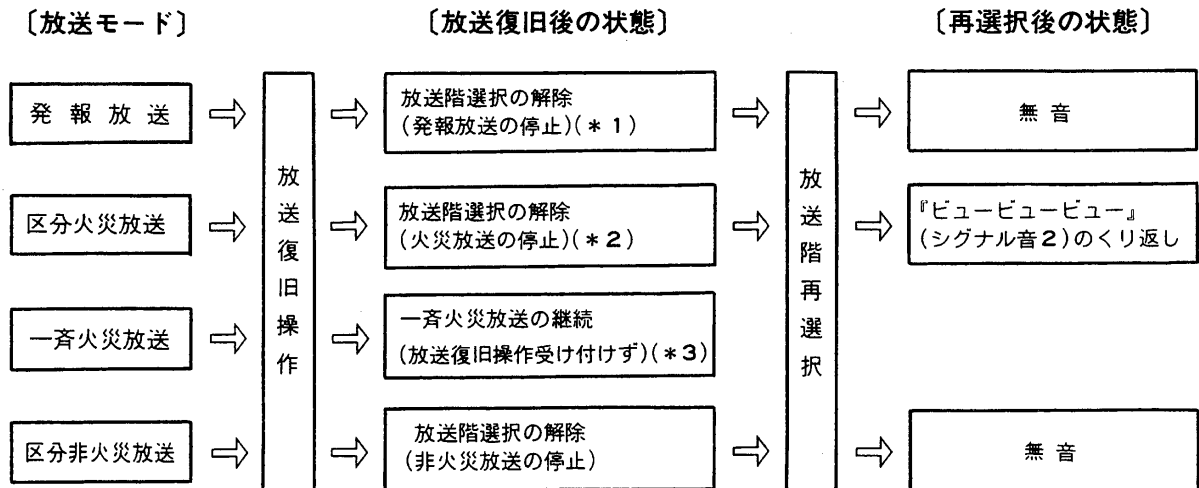 〔放送モード〕 〔放送復旧後の状態〕 〔再選択後の状態〕
発報放送
放送復旧操作
放送階選択の解除
(発報放送の停止)(＊1)
放送階再選択
無音
区分火災放送
放送階選択の解除
(火災放送の停止)(＊2)
『ビュービュービュー』
(シグナル音2)のくり返し
一斉火災放送
一斉火災放送の継続
(放送復旧操作受け付けず)(＊3)
区分非火災放送
放送階選択の解除
(非火災放送の停止)
無音